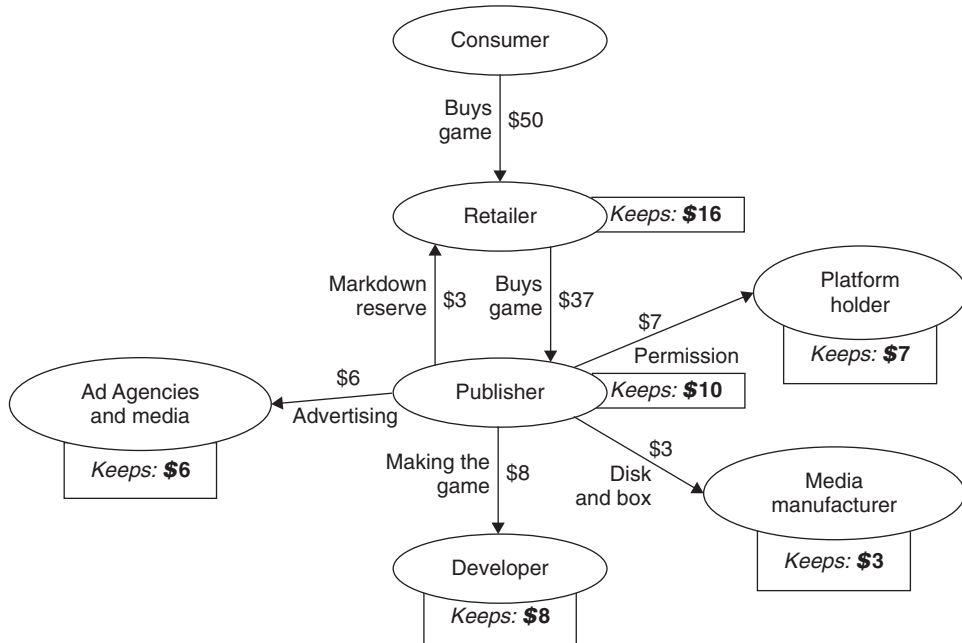 Consumer
Buys
game
$50
Retailer
Keeps: $16
Markdown
reserve
$3
Buys
game
$37
Platform
holder
Keeps: $7
$7
Permission
Publisher
Keeps: $10
$6
Advertising
Ad Agencies
and media
Keeps: $6
Making the
game
$8
$3
Disk
and box
Media
manufacturer
Keeps: $3
Developer
Keeps: $8